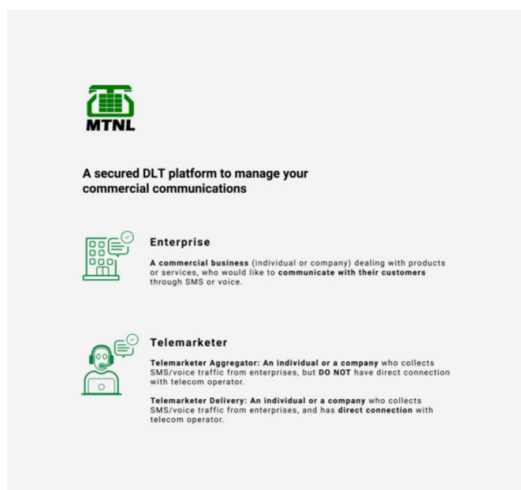 MTNL
A secured DLT platform to manage your
commercial communications
Enterprise
A commercial business (individual or company) dealing with products
or services, who would like to communicate with their customers
through SMS or voice.
Telemarketer
Telemarketer Aggregator: An individual or a company who collects
SMS/voice traffic from enterprises, but DO NOT have direct connection
with telecom operator.
Telemarketer Delivery: An individual or a company who collects
SMS/voice traffic from enterprises, and has direct connection with
telecom operator.